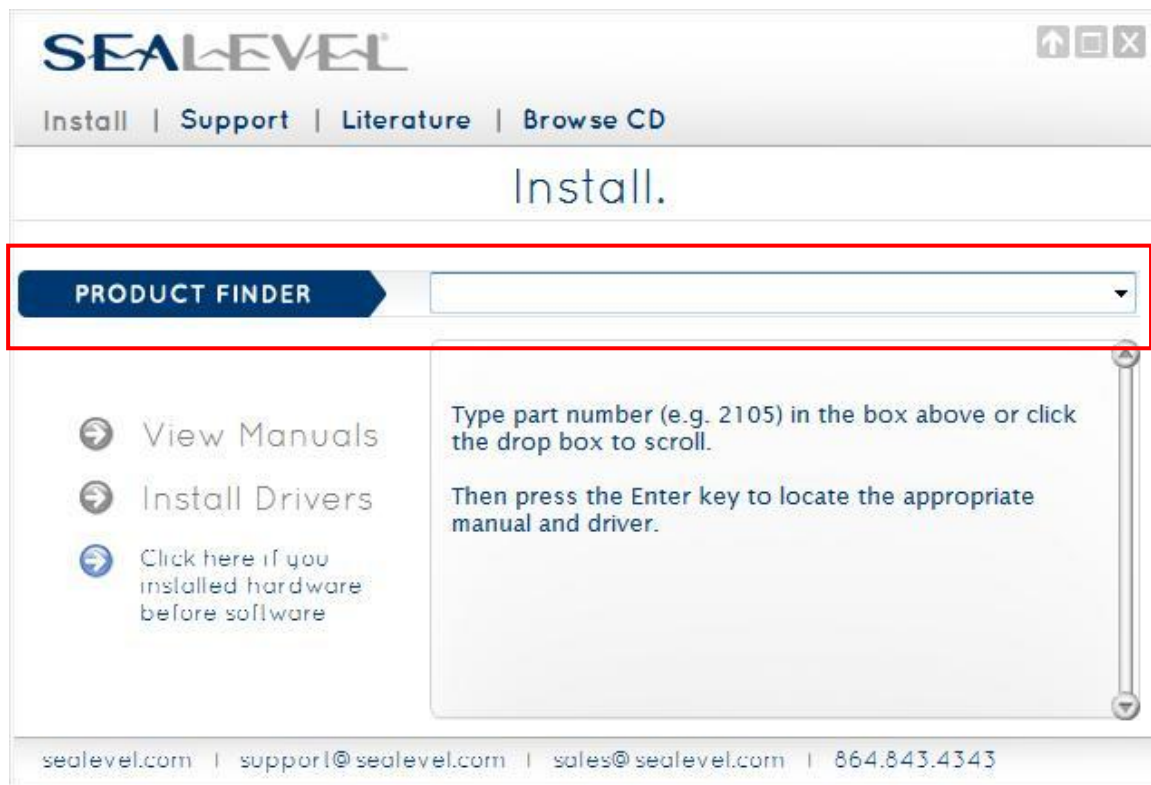 SEALEVEL
Install | Support | Literature | Browse CD
Install.
PRODUCT FINDER
View Manuals
Install Drivers
Click here if you
installed hardware
before software
Type part number (e.g. 2105) in the box above or click
the drop box to scroll.
Then press the Enter key to locate the appropriate
manual and driver.
sealevel.com | support@sealevel.com | sales@sealevel.com | 864.843.4343